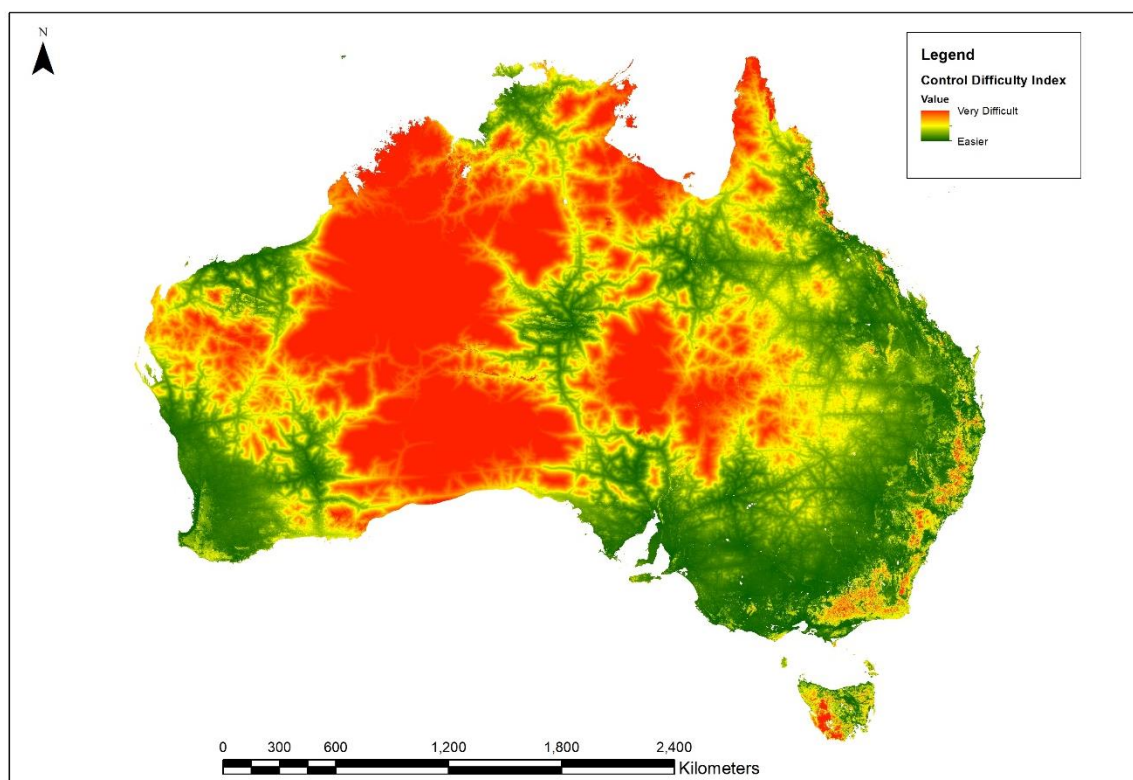 N
Legend
Control Difficulty Index
Value
Very Difficult
Easier
0 300 600 1,200 1,800 2,400
Kilometers